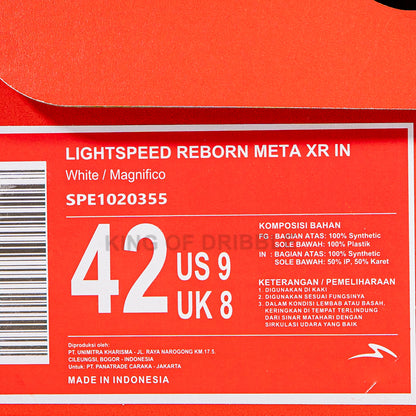 LIGHTSPEED REBORN META XR IN
White / Magnifico
SPE1020355
KING OF DRIBB
42
US 9
UK 8
KOMPOSISI BAHAN
FG : BAGIAN ATAS: 100% Synthetic
SOLE BAWAH: 100% Plastik
IN : BAGIAN ATAS: 100% Synthetic
SOLE BAWAH: 50% IP, 50% Karet
KETERANGAN / PEMELIHARAAN
1. DIGUNAKAN DI KAKI
2. DIGUNAKAN SESUAI FUNGSINYA
3. DALAM KONDISI LEMBAB ATAU BASAH,
KERINGKAN DI TEMPAT TERLINDUNG
DARI SINAR MATAHARI DENGAN
SIRKULASI UDARA YANG BAIK
Diproduksi oleh:
PT. UNIMITRA KHARISMA - JL. RAYA NAROGONG KM.17.5.
CILEUNGSI, BOGOR - INDONESIA
Untuk: PT. PANATRADE CARAKA - JAKARTA
MADE IN INDONESIA